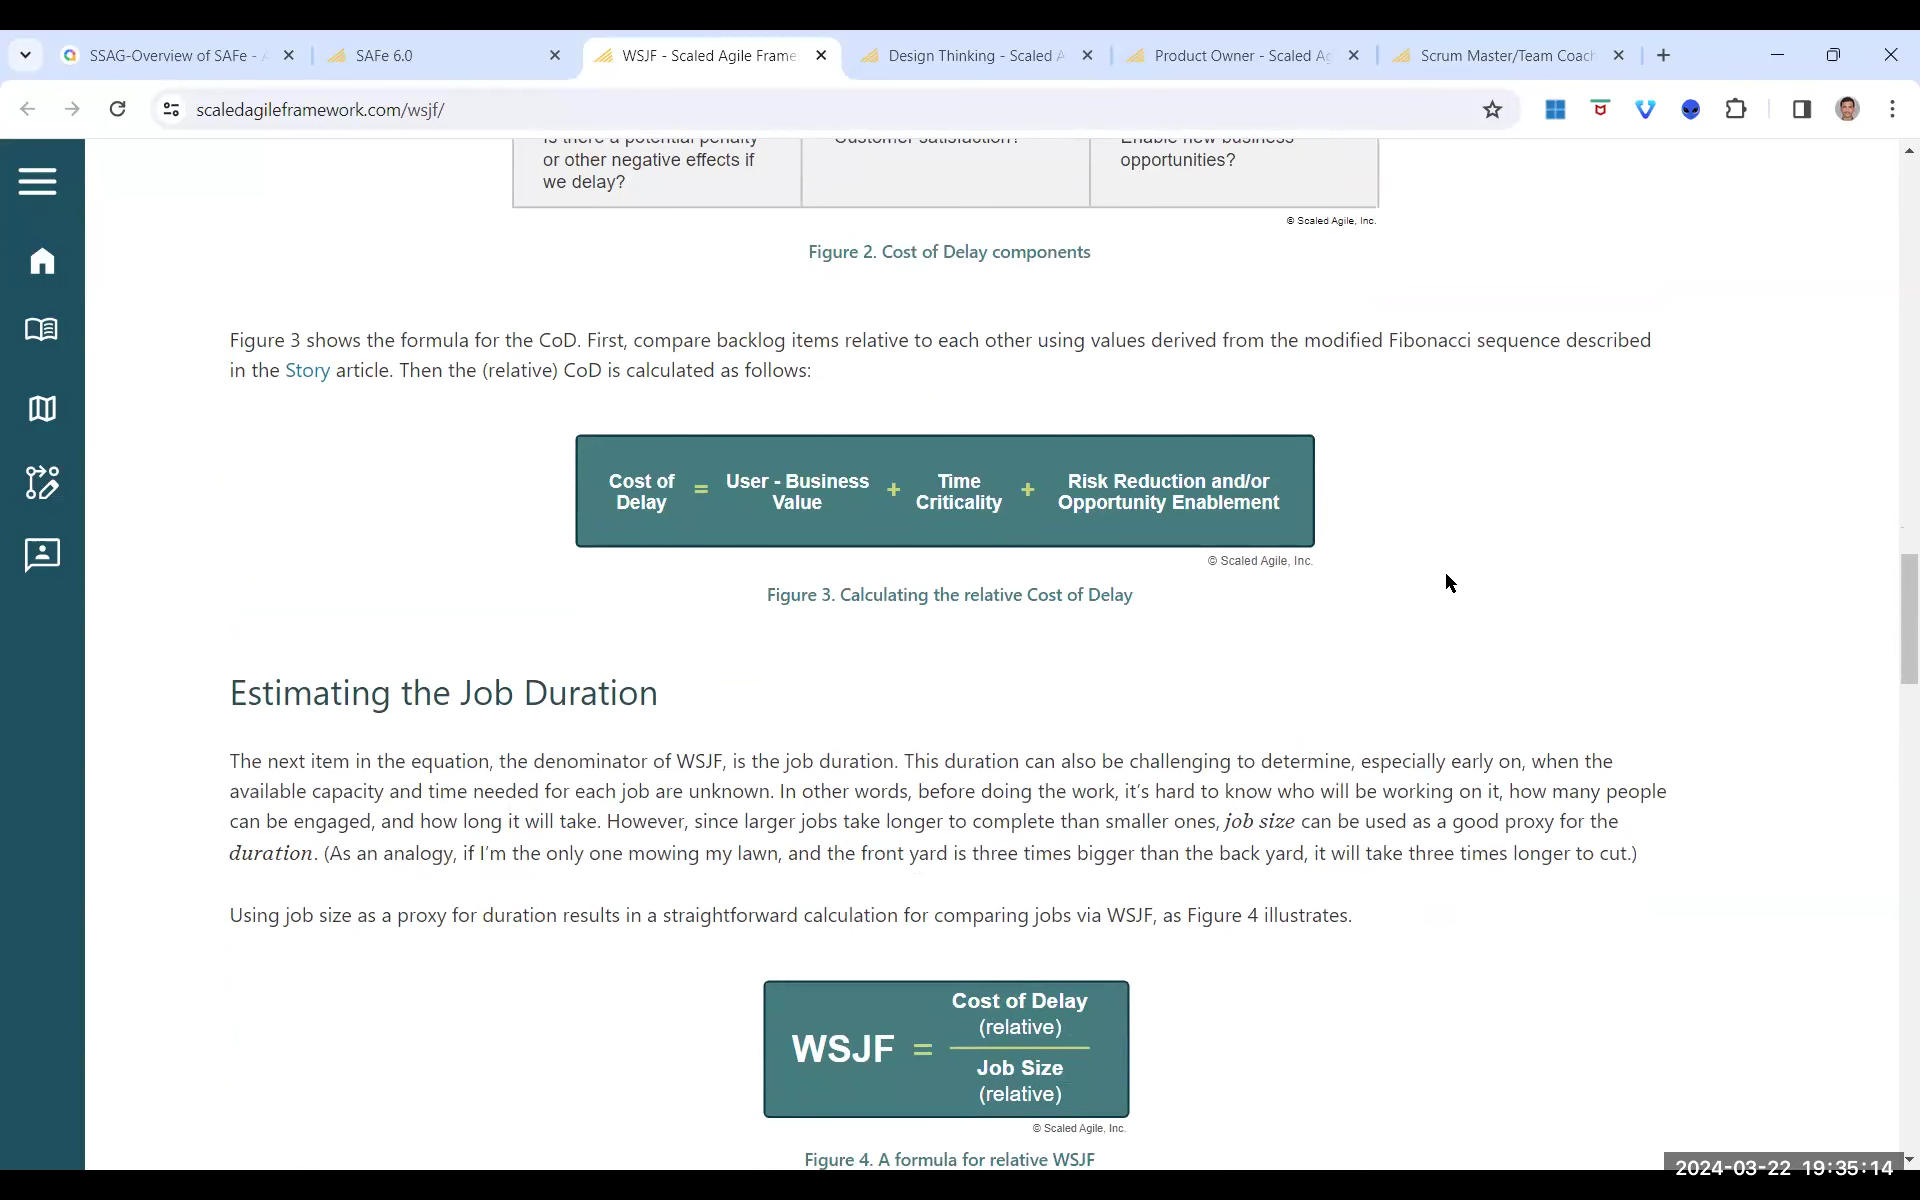 SSAG-Overview of SAFe -
SAFe 6.0
WSJF - Scaled Agile Frame
Design Thinking - Scaled A
Product Owner - Scaled Ag
Scrum Master/Team Coach
scaledagileframework.com/wsjf/
Is there a potential penalty
or other negative effects if
we delay?
Customer satisfaction?
Enable new business
opportunities?
© Scaled Agile, Inc.
Figure 2. Cost of Delay components
Figure 3 shows the formula for the CoD. First, compare backlog items relative to each other using values derived from the modified Fibonacci sequence described
in the Story article. Then the (relative) CoD is calculated as follows:
Cost of Delay = User - Business Value + Time Criticality + Risk Reduction and/or Opportunity Enablement
© Scaled Agile, Inc.
Figure 3. Calculating the relative Cost of Delay
Estimating the Job Duration
The next item in the equation, the denominator of WSJF, is the job duration. This duration can also be challenging to determine, especially early on, when the
available capacity and time needed for each job are unknown. In other words, before doing the work, it's hard to know who will be working on it, how many people
can be engaged, and how long it will take. However, since larger jobs take longer to complete than smaller ones, job size can be used as a good proxy for the
duration. (As an analogy, if I'm the only one mowing my lawn, and the front yard is three times bigger than the back yard, it will take three times longer to cut.)
Using job size as a proxy for duration results in a straightforward calculation for comparing jobs via WSJF, as Figure 4 illustrates.
Cost of Delay
(relative)
WSJF =
Job Size
(relative)
© Scaled Agile, Inc.
Figure 4. A formula for relative WSJF
2024-03-22 19:35:14